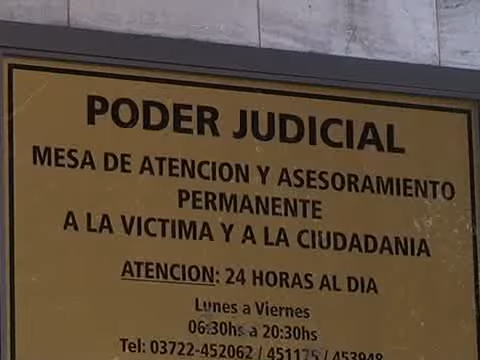 PODER JUDICIAL
MESA DE ATENCION Y ASESORAMIENTO
PERMANENTE
A LA VICTIMA Y A LA CIUDADANIA
ATENCION: 24 HORAS AL DIA
Lunes a Viernes
06:30hs a 20:30hs
Tel: 03722-452062 / 451175 / 453948